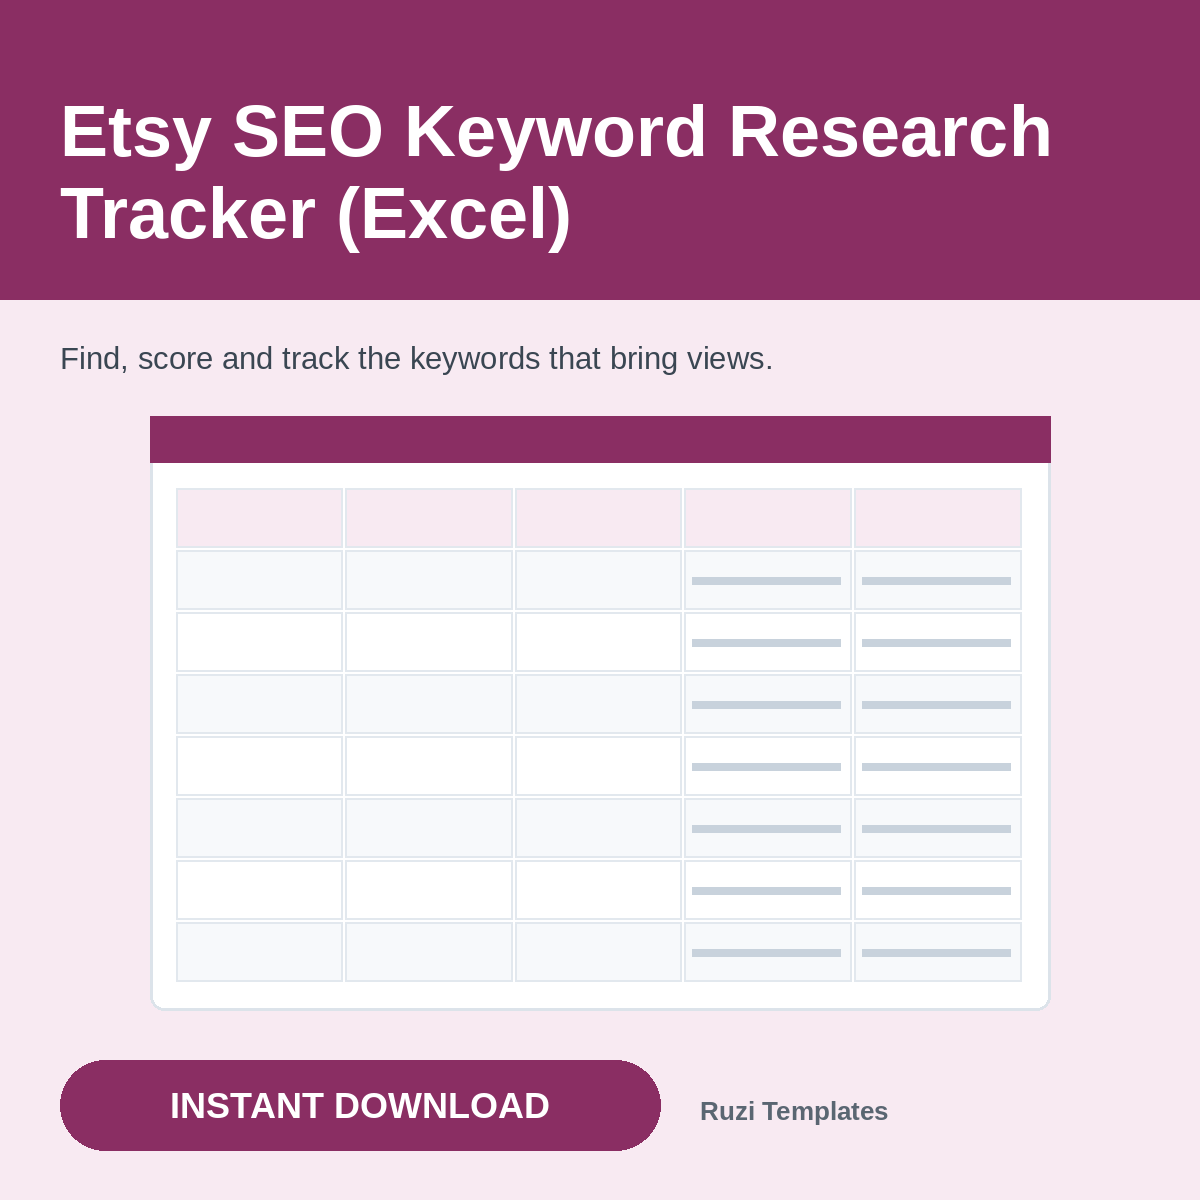 Etsy SEO Keyword Research
Tracker (Excel)
Find, score and track the keywords that bring views.
INSTANT DOWNLOAD
Ruzi Templates